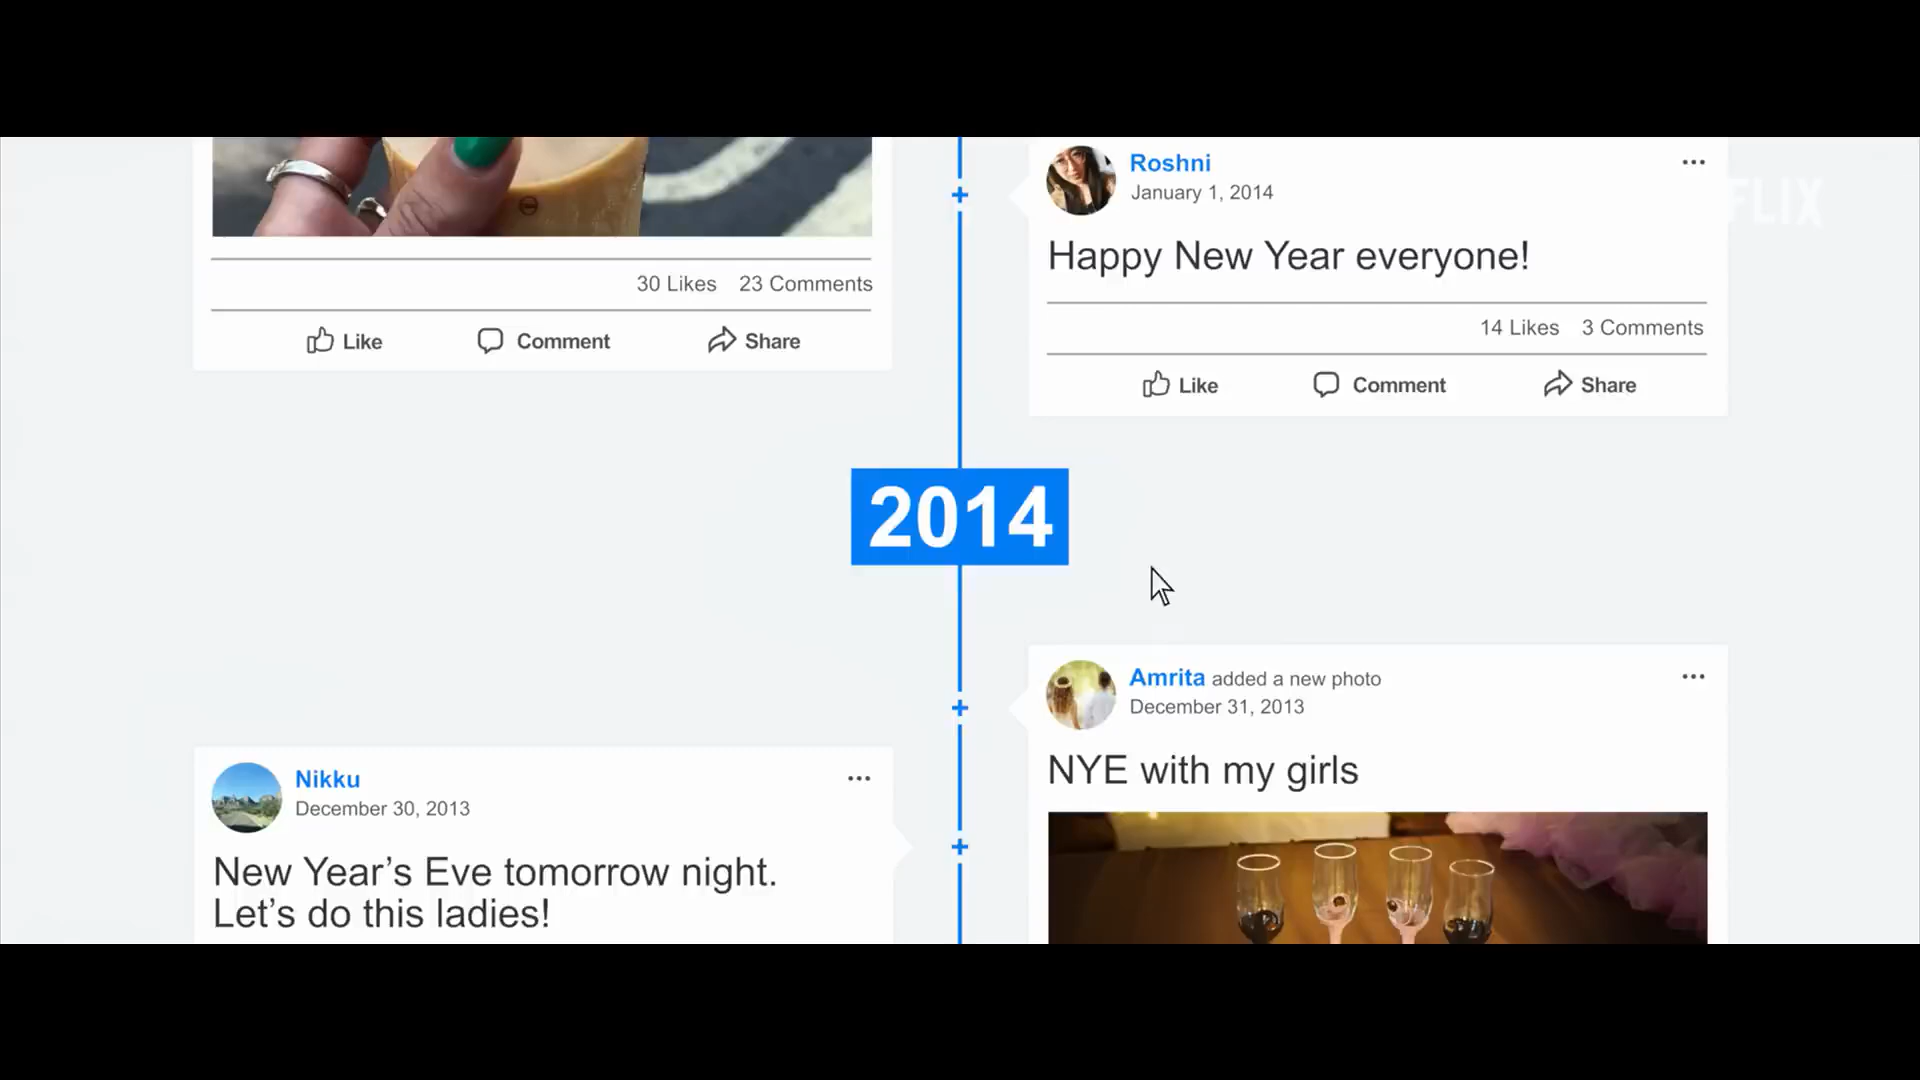 30 Likes 23 Comments
Like Comment Share
Roshni
January 1, 2014
FLIX
Happy New Year everyone!
14 Likes 3 Comments
Like Comment Share
2014
Nikku
December 30, 2013
New Year’s Eve tomorrow night.
Let’s do this ladies!
Amrita added a new photo
December 31, 2013
NYE with my girls